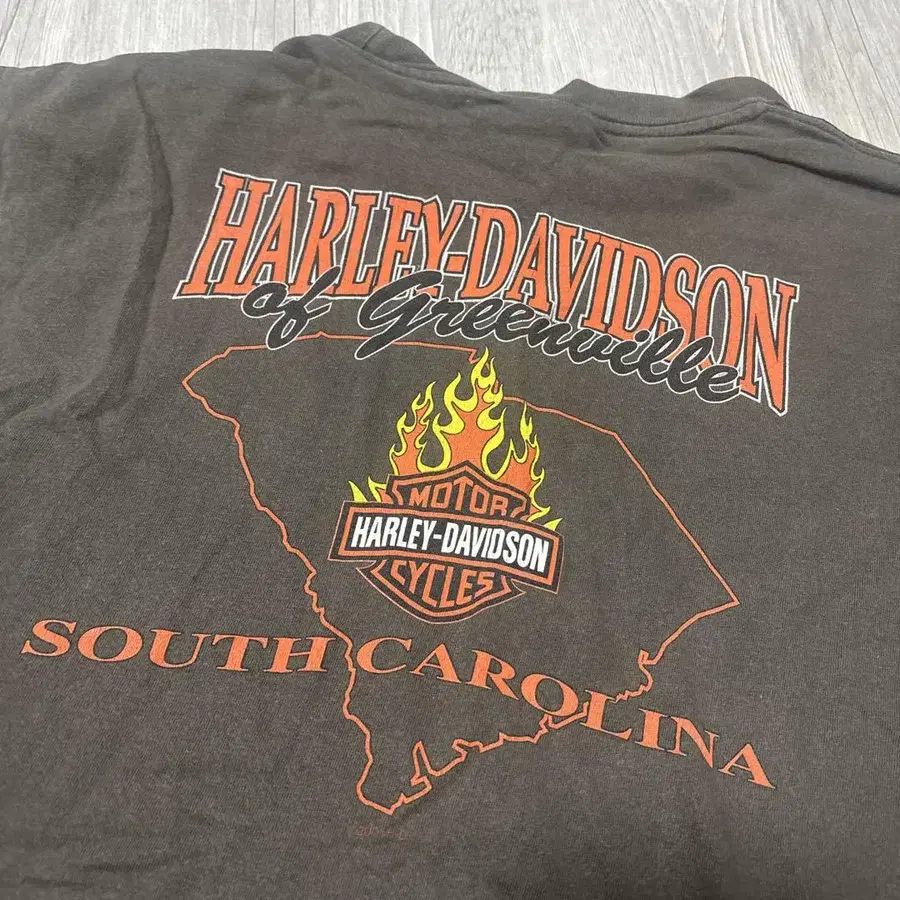 HARLEY-DAVIDSON
of Greenville
MOTOR
HARLEY-DAVIDSON
CYCLES
SOUTH CAROLINA